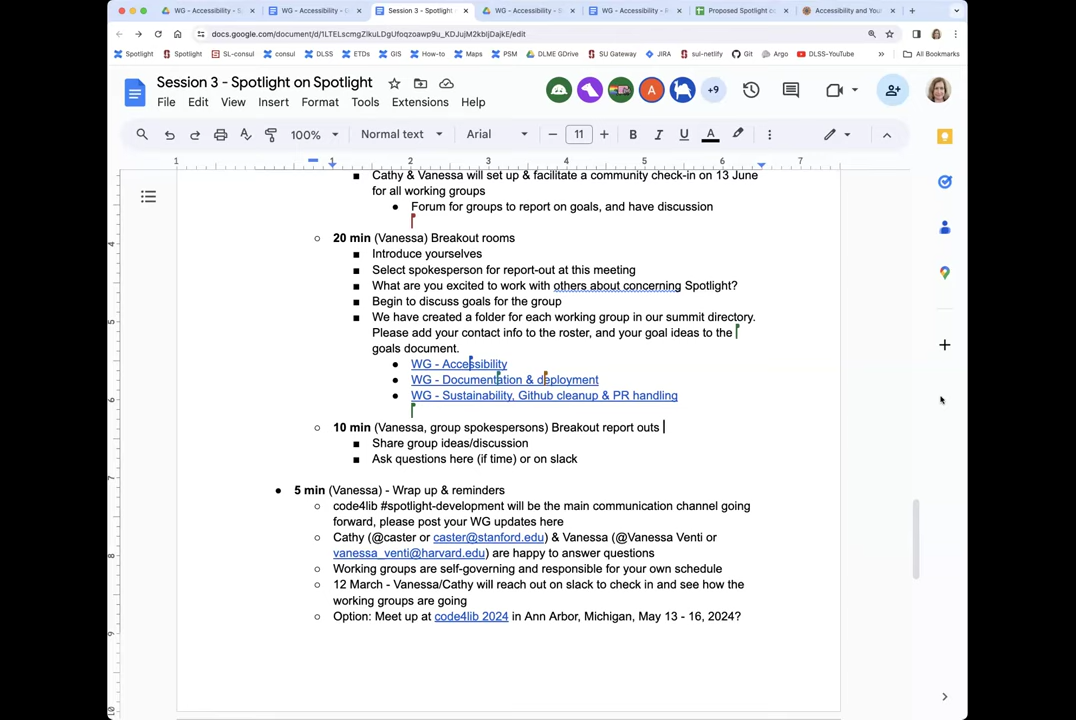 WG - Accessibility - S
WG - Accessibility - G
Session 3 - Spotlight
WG - Accessibility - S
WG - Accessibility - R
Proposed Spotlight co
Accessibility and You
docs.google.com/document/d/1LTELscmgZlkuLDgUfoqzoawp9u_KDJujM2kbIjDajkE/edit
Spotlight
Spotlight
SL-consul
consul
DLSS
ETDs
GIS
How-to
Maps
PSM
DLME GDrive
SU Gateway
JIRA
sul-netlify
Git
Argo
DLSS-YouTube
All Bookmarks
Session 3 - Spotlight on Spotlight
A
+9
File Edit View Insert Format Tools Extensions Help
100% Normal text Arial 11 B I U A
1 1 2 3 4 5 6 7
Cathy & Vanessa will set up & facilitate a community check-in on 13 June
for all working groups
Forum for groups to report on goals, and have discussion
20 min (Vanessa) Breakout rooms
Introduce yourselves
Select spokesperson for report-out at this meeting
What are you excited to work with others about concerning Spotlight?
Begin to discuss goals for the group
We have created a folder for each working group in our summit directory.
Please add your contact info to the roster, and your goal ideas to the
goals document.
WG - Accessibility
WG - Documentation & deployment
WG - Sustainability, Github cleanup & PR handling
10 min (Vanessa, group spokespersons) Breakout report outs
Share group ideas/discussion
Ask questions here (if time) or on slack
5 min (Vanessa) - Wrap up & reminders
code4lib #spotlight-development will be the main communication channel going
forward, please post your WG updates here
Cathy (@caster or caster@stanford.edu) & Vanessa (@Vanessa Venti or
vanessa_venti@harvard.edu) are happy to answer questions
Working groups are self-governing and responsible for your own schedule
12 March - Vanessa/Cathy will reach out on slack to check in and see how the
working groups are going
Option: Meet up at code4lib 2024 in Ann Arbor, Michigan, May 13 - 16, 2024?